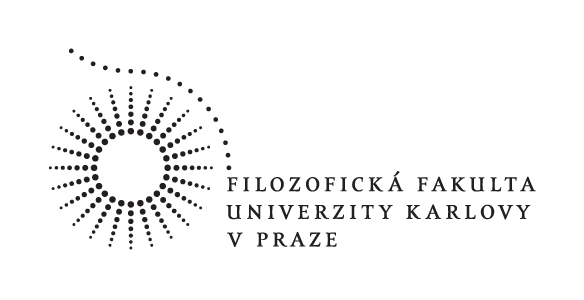 FILOZOFICKÁ FAKULTA
UNIVERZITY KARLOVY
V PRAZE